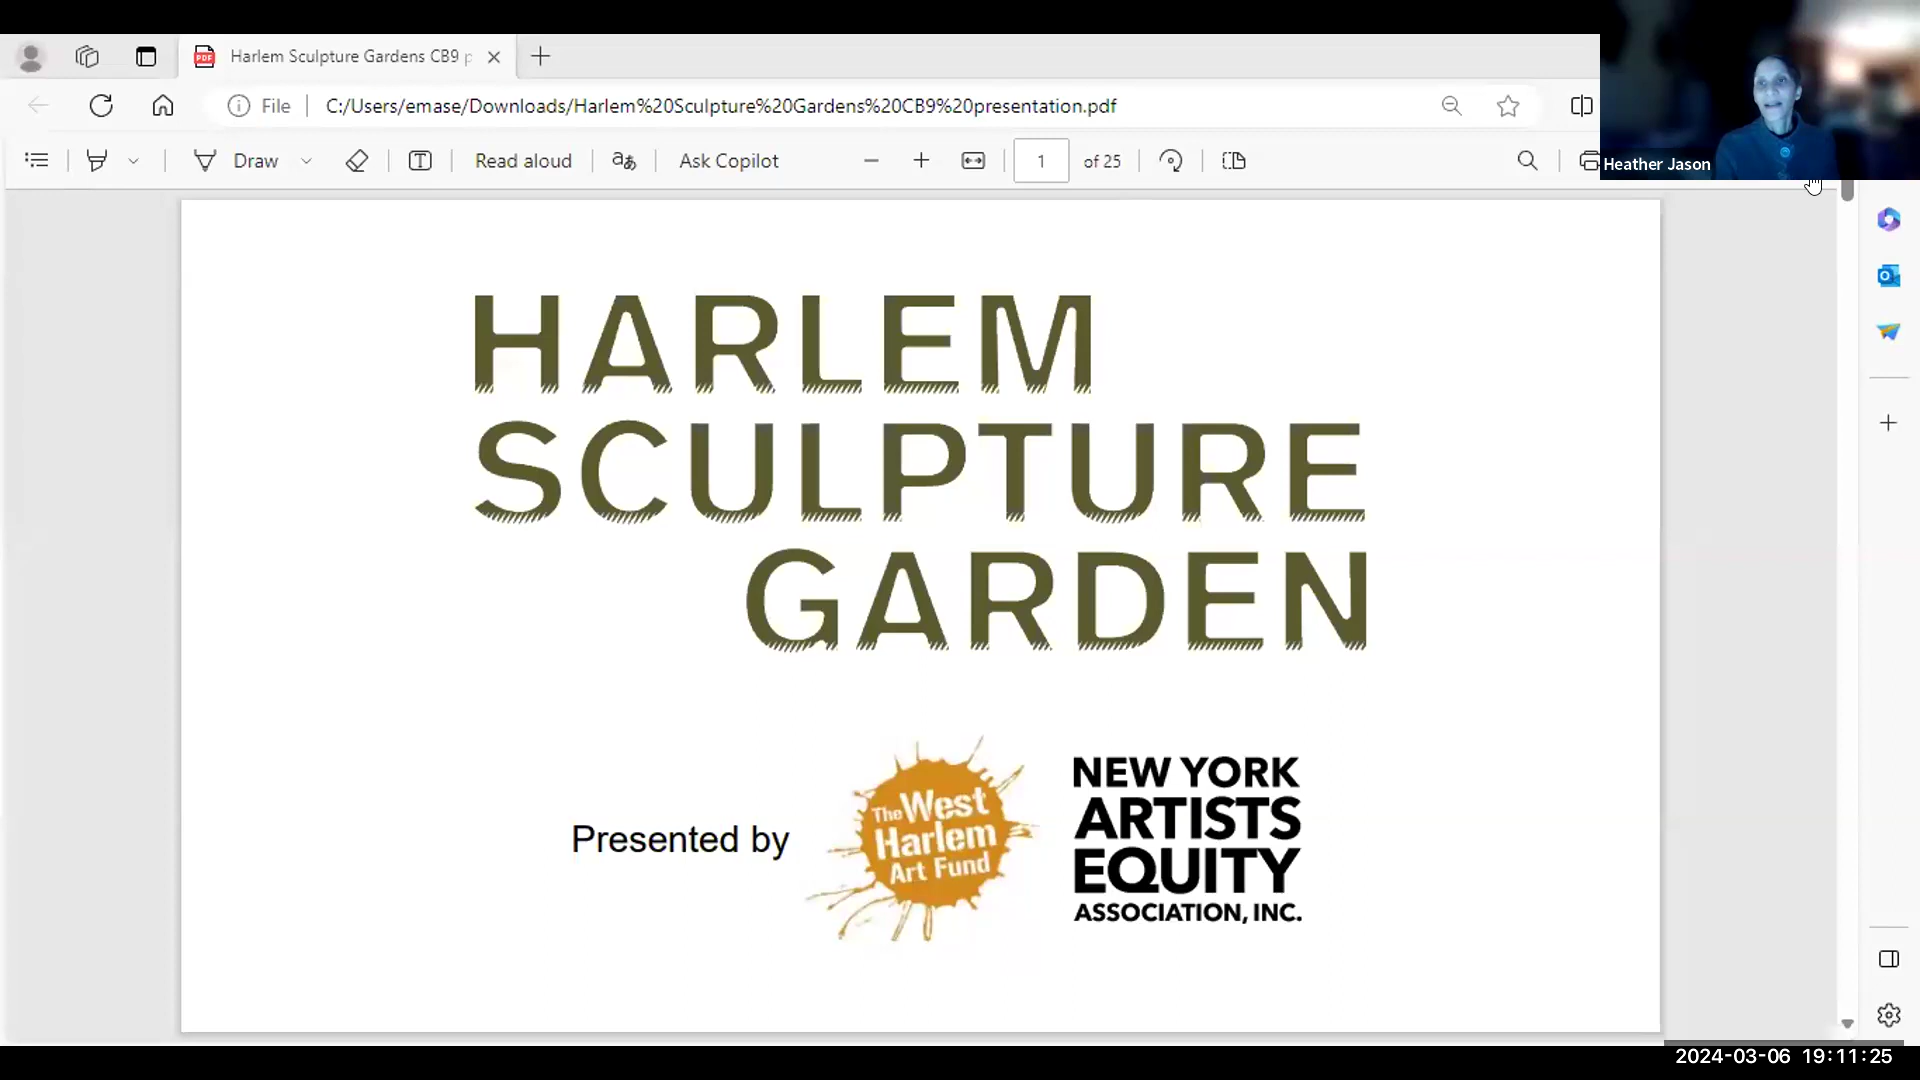 Harlem Sculpture Gardens CB9 p
File
C:/Users/emase/Downloads/Harlem%20Sculpture%20Gardens%20CB9%20presentation.pdf
Draw
Read aloud
Ask Copilot
1 of 25
Heather Jason
HARLEM
SCULPTURE
GARDEN
Presented by
The West
Harlem
Art Fund
NEW YORK
ARTISTS
EQUITY
ASSOCIATION, INC.
2024-03-06 19:11:25